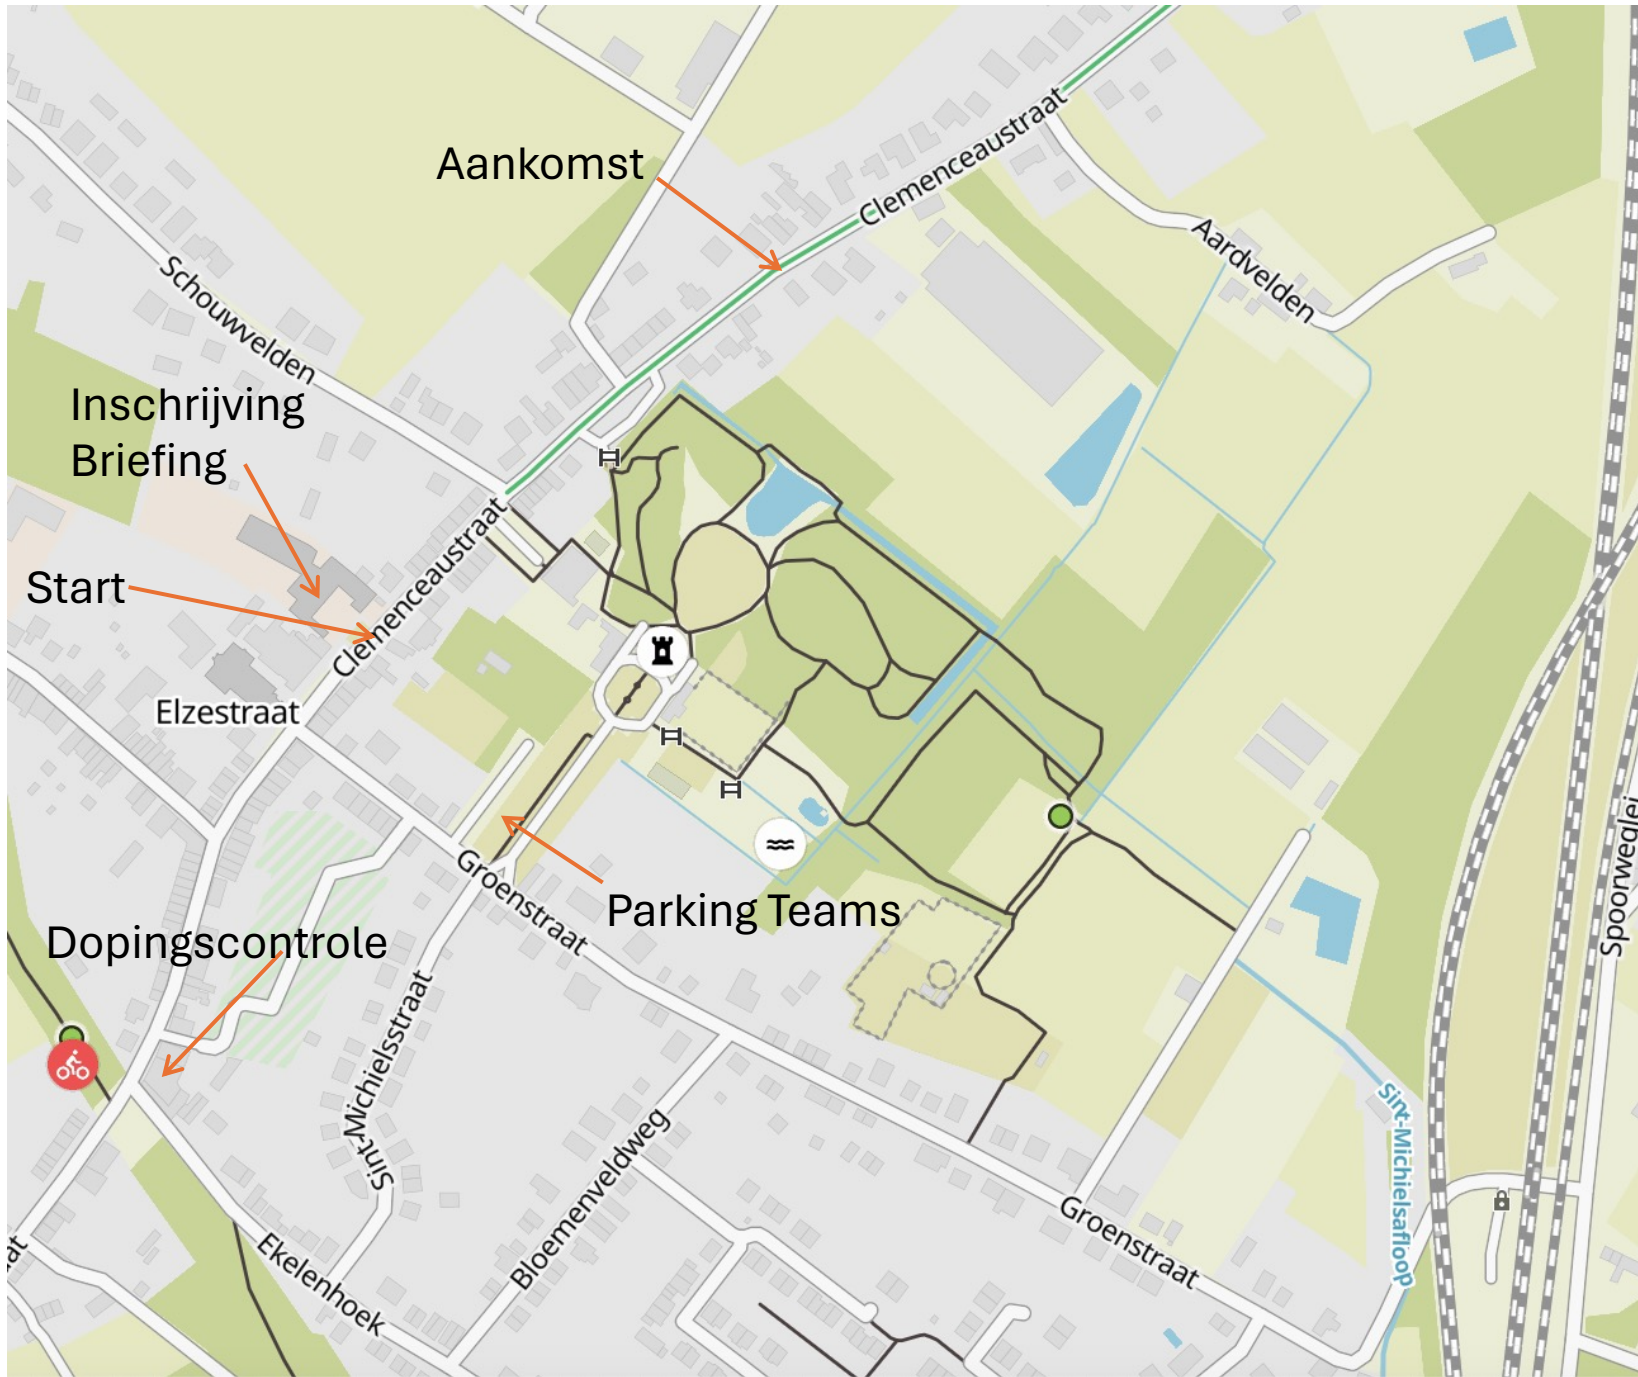 Clemenceaustraat
Aankomst
Aardvelden
Schouwvelden
Inschrijving
Briefing
Start
Clemenceaustraat
Elzestraat
Groenstraat
Parking Teams
Dopingscontrole
Spoorweglei
Sint-Michielsstraat
Bloemenveldweg
Sint-Michielsafloop
Groenstraat
Ekelenhoek
aat